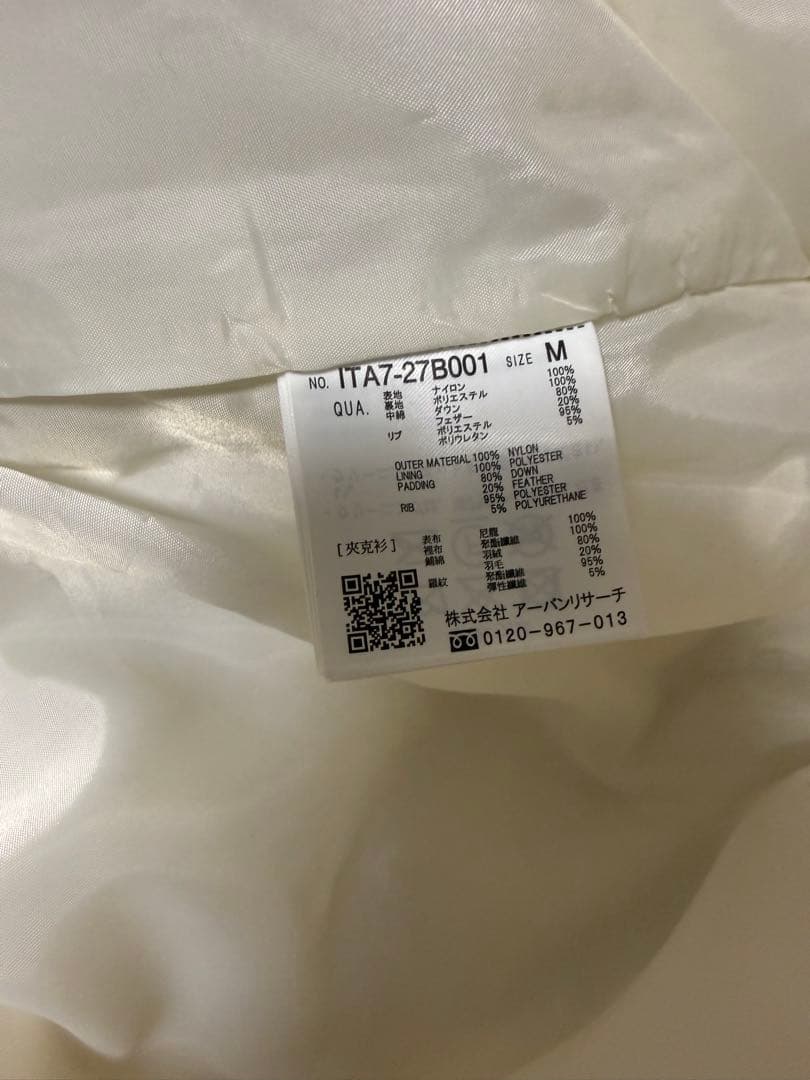 NO. ITA7-27B001 SIZE M
QUA. 表地 ナイロン 100%
裏地 ポリエステル 100%
中綿 ダウン 80%
フェザー 20%
リブ ポリエステル 95%
ポリウレタン 5%
OUTER MATERIAL 100% NYLON
LINING 100% POLYESTER
PADDING 80% DOWN
20% FEATHER
RIB 95% POLYESTER
5% POLYURETHANE
[夾克衫] 表布 尼龍 100%
裡布 聚酯纖維 100%
鋪綿 羽絨 80%
羽毛 20%
羅紋 聚酯纖維 95%
彈性纖維 5%
株式会社 アーバンリサーチ
0120-967-013